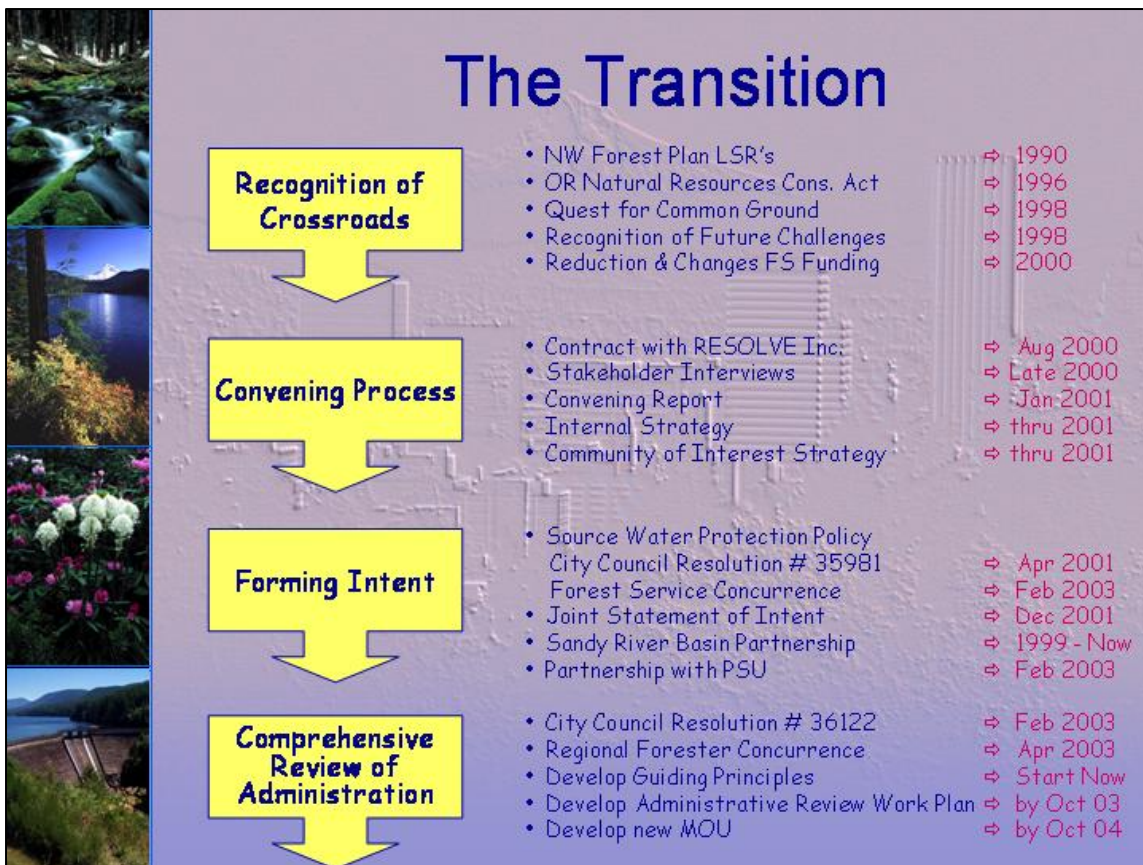 The Transition
Recognition of
Crossroads
• NW Forest Plan LSR's ⇨ 1990
• OR Natural Resources Cons. Act ⇨ 1996
• Quest for Common Ground ⇨ 1998
• Recognition of Future Challenges ⇨ 1998
• Reduction & Changes FS Funding ⇨ 2000
Convening Process
• Contract with RESOLVE Inc. ⇨ Aug 2000
• Stakeholder Interviews ⇨ Late 2000
• Convening Report ⇨ Jan 2001
• Internal Strategy ⇨ thru 2001
• Community of Interest Strategy ⇨ thru 2001
Forming Intent
• Source Water Protection Policy
City Council Resolution # 35981 ⇨ Apr 2001
Forest Service Concurrence ⇨ Feb 2003
• Joint Statement of Intent ⇨ Dec 2001
• Sandy River Basin Partnership ⇨ 1999 - Now
• Partnership with PSU ⇨ Feb 2003
Comprehensive
Review of
Administration
• City Council Resolution # 36122 ⇨ Feb 2003
• Regional Forester Concurrence ⇨ Apr 2003
• Develop Guiding Principles ⇨ Start Now
• Develop Administrative Review Work Plan ⇨ by Oct 03
• Develop new MOU ⇨ by Oct 04